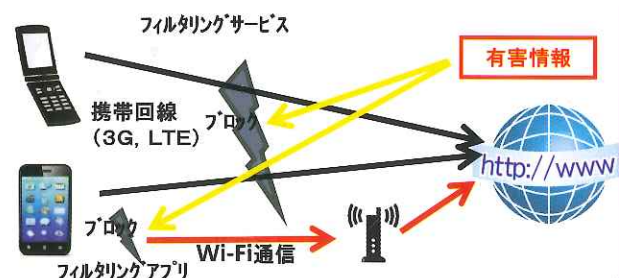 フィルタリングサービス
有害情報
携帯回線
(3G, LTE)
ブロック
http://www
ブロック
Wi-Fi通信
フィルタリングアプリ